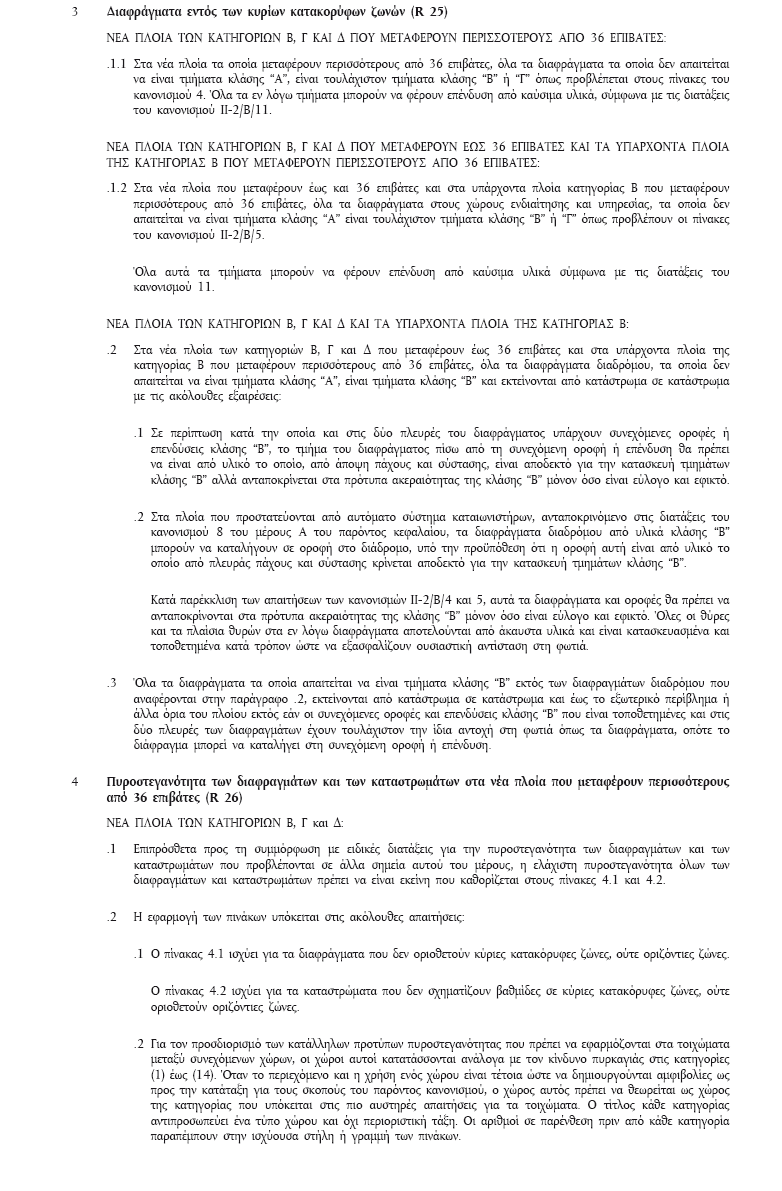 3 Διαφράγματα εντός των κυρίων κατακορύφων ζωνών (R 25)
ΝΕΑ ΠΛΟΙΑ ΤΩΝ ΚΑΤΗΓΟΡΙΩΝ Β, Γ ΚΑΙ Δ ΠΟΥ ΜΕΤΑΦΕΡΟΥΝ ΠΕΡΙΣΣΟΤΕΡΟΥΣ ΑΠΟ 36 ΕΠΙΒΑΤΕΣ:
.1.1 Στα νέα πλοία τα οποία μεταφέρουν περισσότερους από 36 επιβάτες, όλα τα διαφράγματα τα οποία δεν απαιτείται
να είναι τμήματα κλάσης “Α”, είναι τουλάχιστον τμήματα κλάσης “Β” ή “Γ” όπως προβλέπεται στους πίνακες του
κανονισμού 4. Όλα τα εν λόγω τμήματα μπορούν να φέρουν επένδυση από καύσιμα υλικά, σύμφωνα με τις διατάξεις
του κανονισμού II-2/B/11.
ΝΕΑ ΠΛΟΙΑ ΤΩΝ ΚΑΤΗΓΟΡΙΩΝ Β, Γ ΚΑΙ Δ ΠΟΥ ΜΕΤΑΦΕΡΟΥΝ ΕΩΣ 36 ΕΠΙΒΑΤΕΣ ΚΑΙ ΤΑ ΥΠΑΡΧΟΝΤΑ ΠΛΟΙΑ
ΤΗΣ ΚΑΤΗΓΟΡΙΑΣ Β ΠΟΥ ΜΕΤΑΦΕΡΟΥΝ ΠΕΡΙΣΣΟΤΕΡΟΥΣ ΑΠΟ 36 ΕΠΙΒΑΤΕΣ:
.1.2 Στα νέα πλοία που μεταφέρουν έως και 36 επιβάτες και στα υπάρχοντα πλοία κατηγορίας Β που μεταφέρουν
περισσότερους από 36 επιβάτες, όλα τα διαφράγματα στους χώρους ενδιαίτησης και υπηρεσίας, τα οποία δεν
απαιτείται να είναι τμήματα κλάσης “Α” είναι τουλάχιστον τμήματα κλάσης “Β” ή “Γ” όπως προβλέπουν οι πίνακες
του κανονισμού II-2/B/5.
Όλα αυτά τα τμήματα μπορούν να φέρουν επένδυση από καύσιμα υλικά σύμφωνα με τις διατάξεις του
κανονισμού 11.
ΝΕΑ ΠΛΟΙΑ ΤΩΝ ΚΑΤΗΓΟΡΙΩΝ Β, Γ ΚΑΙ Δ ΚΑΙ ΤΑ ΥΠΑΡΧΟΝΤΑ ΠΛΟΙΑ ΤΗΣ ΚΑΤΗΓΟΡΙΑΣ Β:
.2 Στα νέα πλοία των κατηγοριών Β, Γ και Δ που μεταφέρουν έως 36 επιβάτες και στα υπάρχοντα πλοία της
κατηγορίας Β που μεταφέρουν περισσότερους από 36 επιβάτες, όλα τα διαφράγματα διαδρόμου, τα οποία δεν
απαιτείται να είναι τμήματα κλάσης “Α”, είναι τμήματα κλάσης “Β” και εκτείνονται από κατάστρωμα σε κατάστρωμα
με τις ακόλουθες εξαιρέσεις:
.1 Σε περίπτωση κατά την οποία και στις δύο πλευρές του διαφράγματος υπάρχουν συνεχόμενες οροφές ή
επενδύσεις κλάσης “Β”, το τμήμα του διαφράγματος πίσω από τη συνεχόμενη οροφή ή επένδυση θα πρέπει
να είναι από υλικό το οποίο, από άποψη πάχους και σύστασης, είναι αποδεκτό για την κατασκευή τμημάτων
κλάσης “Β” αλλά ανταποκρίνεται στα πρότυπα ακεραιότητας της κλάσης “Β” μόνον όσο είναι εύλογο και εφικτό.
.2 Στα πλοία που προστατεύονται από αυτόματο σύστημα καταιωνιστήρων, ανταποκρινόμενο στις διατάξεις του
κανονισμού 8 του μέρους Α του παρόντος κεφαλαίου, τα διαφράγματα διαδρόμου από υλικά κλάσης “Β”
μπορούν να καταλήγουν σε οροφή στο διάδρομο, υπό την προϋπόθεση ότι η οροφή αυτή είναι από υλικό το
οποίο από πλευράς πάχους και σύστασης κρίνεται αποδεκτό για την κατασκευή τμημάτων κλάσης “Β”.
Κατά παρέκκλιση των απαιτήσεων των κανονισμών II-2/B/4 και 5, αυτά τα διαφράγματα και οροφές θα πρέπει να
ανταποκρίνονται στα πρότυπα ακεραιότητας της κλάσης “Β” μόνον όσο είναι εύλογο και εφικτό. Όλες οι θύρες
και τα πλαίσια θυρών στα εν λόγω διαφράγματα αποτελούνται από άκαυστα υλικά και είναι κατασκευασμένα και
τοποθετημένα κατά τρόπον ώστε να εξασφαλίζουν ουσιαστική αντίσταση στη φωτιά.
.3 Όλα τα διαφράγματα τα οποία απαιτείται να είναι τμήματα κλάσης “Β” εκτός των διαφραγμάτων διαδρόμου που
αναφέρονται στην παράγραφο .2, εκτείνονται από κατάστρωμα σε κατάστρωμα και έως το εξωτερικό περίβλημα ή
άλλα όρια του πλοίου εκτός εάν οι συνεχόμενες οροφές και επενδύσεις κλάσης “Β” που είναι τοποθετημένες και στις
δύο πλευρές των διαφραγμάτων έχουν τουλάχιστον την ίδια αντοχή στη φωτιά όπως τα διαφράγματα, οπότε το
διάφραγμα μπορεί να καταλήγει στη συνεχόμενη οροφή ή επένδυση.
4 Πυροστεγανότητα των διαφραγμάτων και των καταστρωμάτων στα νέα πλοία που μεταφέρουν περισσότερους
από 36 επιβάτες (R 26)
ΝΕΑ ΠΛΟΙΑ ΤΩΝ ΚΑΤΗΓΟΡΙΩΝ Β, Γ και Δ:
.1 Επιπρόσθετα προς τη συμμόρφωση με ειδικές διατάξεις για την πυροστεγανότητα των διαφραγμάτων και των
καταστρωμάτων που προβλέπονται σε άλλα σημεία αυτού του μέρους, η ελάχιστη πυροστεγανότητα όλων των
διαφραγμάτων και καταστρωμάτων πρέπει να είναι εκείνη που καθορίζεται στους πίνακες 4.1 και 4.2.
.2 Η εφαρμογή των πινάκων υπόκειται στις ακόλουθες απαιτήσεις:
.1 Ο πίνακας 4.1 ισχύει για τα διαφράγματα που δεν οριοθετούν κύριες κατακόρυφες ζώνες, ούτε οριζόντιες ζώνες.
Ο πίνακας 4.2 ισχύει για τα καταστρώματα που δεν σχηματίζουν βαθμίδες σε κύριες κατακόρυφες ζώνες, ούτε
οριοθετούν οριζόντιες ζώνες.
.2 Για τον προσδιορισμό των κατάλληλων προτύπων πυροστεγανότητας που πρέπει να εφαρμόζονται στα τοιχώματα
μεταξύ συνεχόμενων χώρων, οι χώροι αυτοί κατατάσσονται ανάλογα με τον κίνδυνο πυρκαγιάς στις κατηγορίες
(1) έως (14). Όταν το περιεχόμενο και η χρήση ενός χώρου είναι τέτοια ώστε να δημιουργούνται αμφιβολίες ως
προς την κατάταξη για τους σκοπούς του παρόντος κανονισμού, ο χώρος αυτός πρέπει να θεωρείται ως χώρος
της κατηγορίας που υπόκειται στις πιο αυστηρές απαιτήσεις για τα τοιχώματα. Ο τίτλος κάθε κατηγορίας
αντιπροσωπεύει ένα τύπο χώρου και όχι περιοριστική τάξη. Οι αριθμοί σε παρένθεση πριν από κάθε κατηγορία
παραπέμπουν στην ισχύουσα στήλη ή γραμμή των πινάκων.